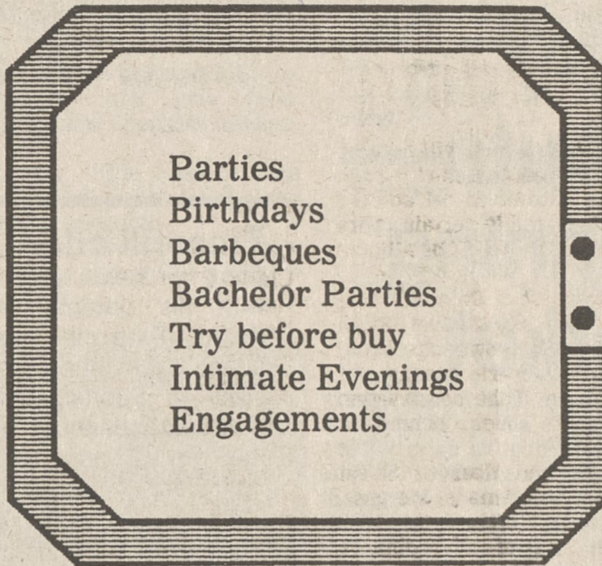 Parties
Birthdays
Barbeques
Bachelor Parties
Try before buy
Intimate Evenings
Engagements